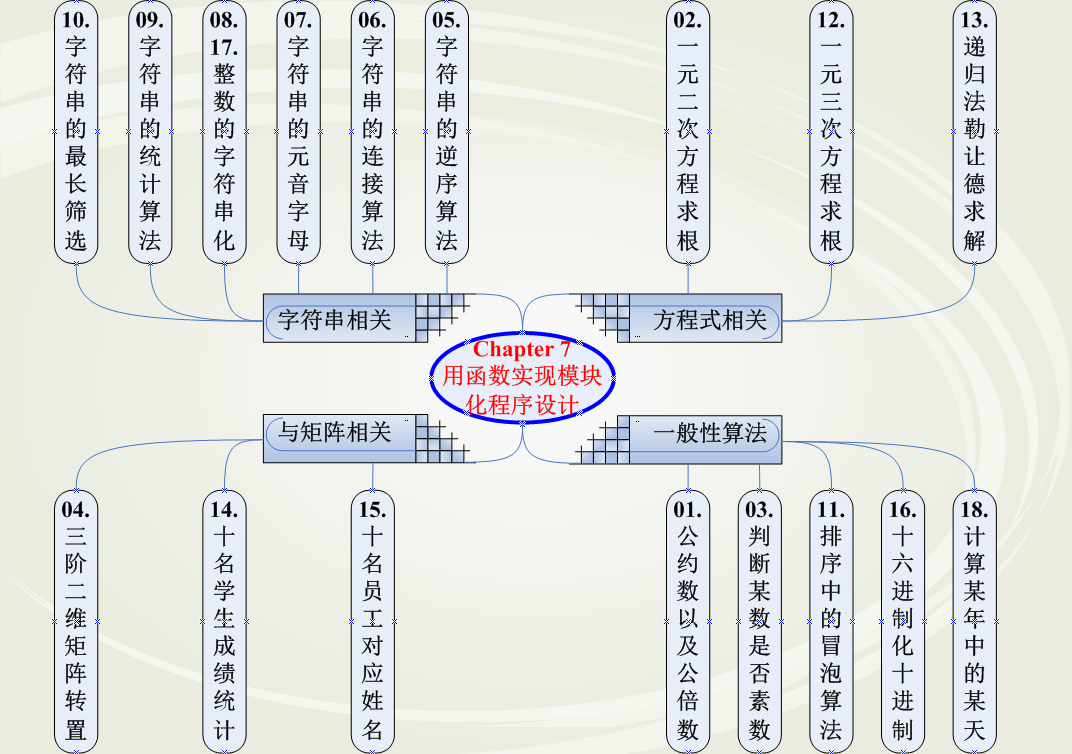 10.字符串的最长筛选
09.字符串的统计算法
08.17.整数的字符串化
07.字符串的元音字母
06.字符串的连接算法
05.字符串的逆序算法
02.一元二次方程求根
12.一元三次方程求根
13.递归法勒让德求解
字符串相关
方程式相关
Chapter 7
用函数实现模块
化程序设计
与矩阵相关
一般性算法
04.三阶二维矩阵转置
14.十名学生成绩统计
15.十名员工对应姓名
01.公约数以及公倍数
03.判断某数是否素数
11.排序中的冒泡算法
16.十六进制化十进制
18.计算某年中的某天